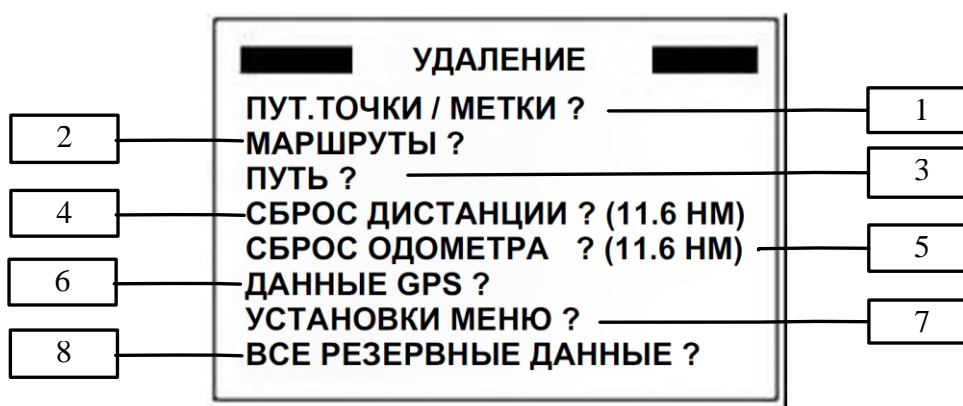 УДАЛЕНИЕ
ПУТ.ТОЧКИ / МЕТКИ ?
1
2
МАРШРУТЫ ?
ПУТЬ ?
3
4
СБРОС ДИСТАНЦИИ ? (11.6 НМ)
СБРОС ОДОМЕТРА ? (11.6 НМ)
5
6
ДАННЫЕ GPS ?
УСТАНОВКИ МЕНЮ ?
7
8
ВСЕ РЕЗЕРВНЫЕ ДАННЫЕ ?